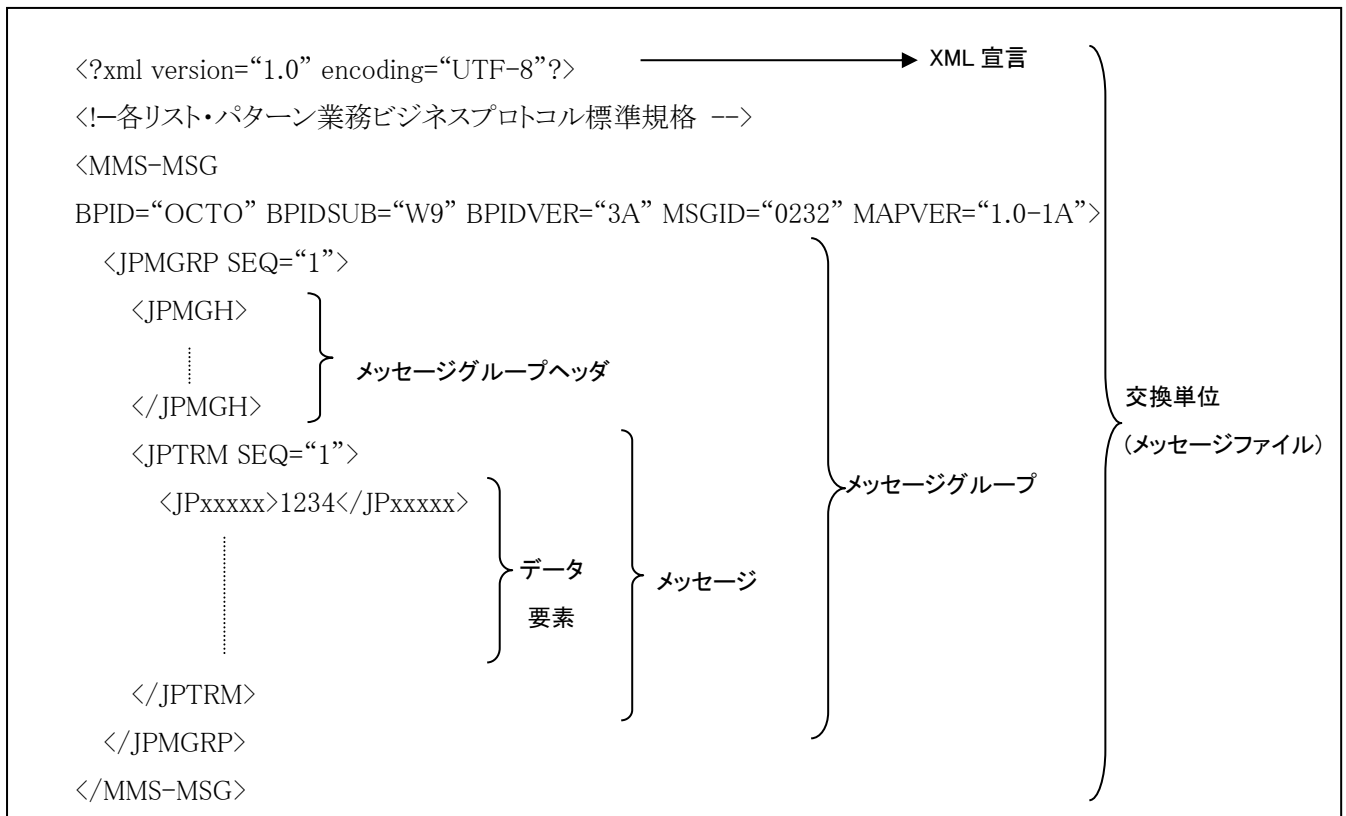 <?xml version=“1.0” encoding=“UTF-8”?> XML 宣言
<!—各リスト・パターン業務ビジネスプロトコル標準規格 -->
<MMS-MSG
BPID=“OCTO” BPIDSUB=“W9” BPIDVER=“3A” MSGID=“0232” MAPVER=“1.0-1A”>
<JPMGRP SEQ=“1”>
<JPMGH>
メッセージグループヘッダ
</JPMGH>
交換単位
(メッセージファイル)
<JPTRM SEQ=“1”>
<JPxxxxx>1234</JPxxxxx>
メッセージグループ
データ
要素
メッセージ
</JPTRM>
</JPMGRP>
</MMS-MSG>